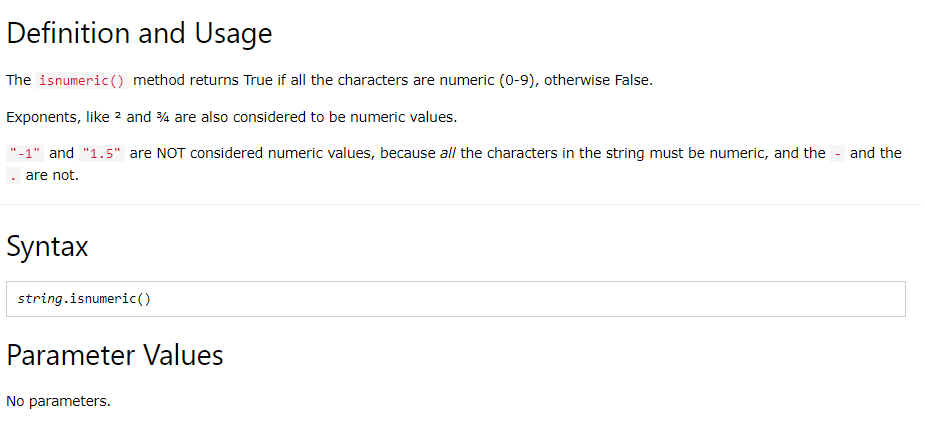 Definition and Usage
The isnumeric() method returns True if all the characters are numeric (0-9), otherwise False.
Exponents, like ² and ¾ are also considered to be numeric values.
"-1" and "1.5" are NOT considered numeric values, because all the characters in the string must be numeric, and the - and the
. are not.
Syntax
string.isnumeric()
Parameter Values
No parameters.